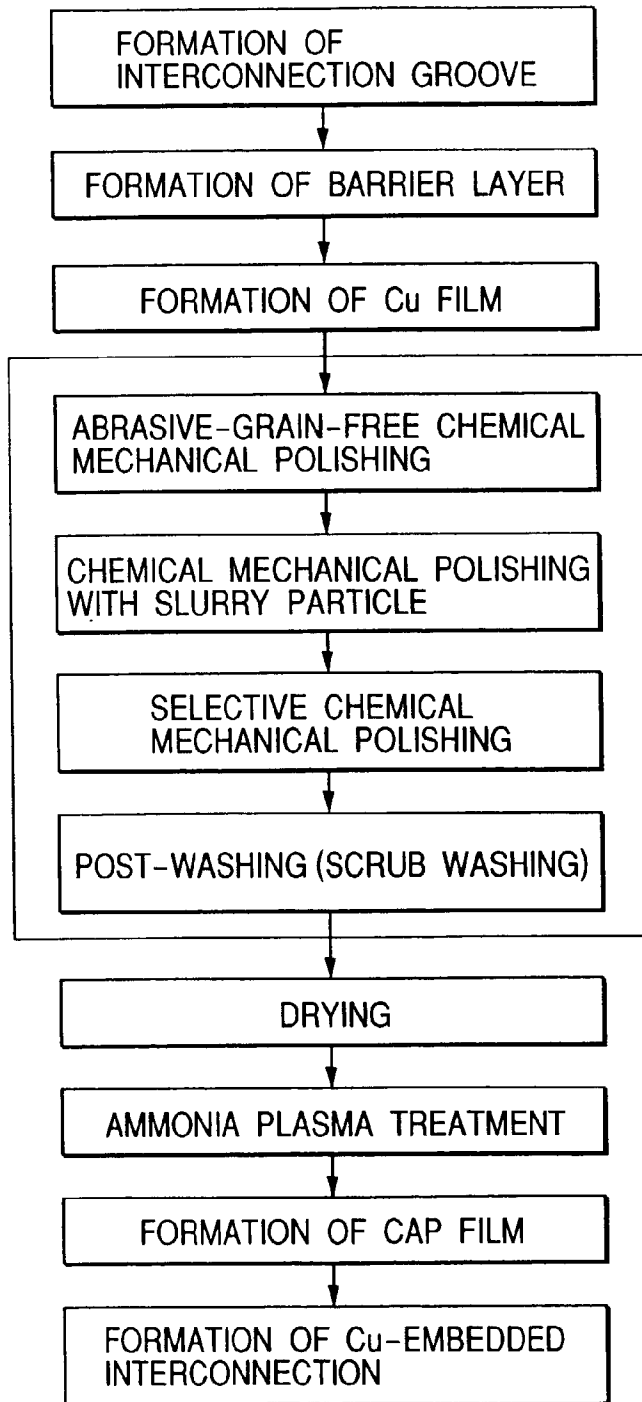 FORMATION OF
INTERCONNECTION GROOVE
FORMATION OF BARRIER LAYER
FORMATION OF Cu FILM
ABRASIVE-GRAIN-FREE CHEMICAL
MECHANICAL POLISHING
CHEMICAL MECHANICAL POLISHING
WITH SLURRY PARTICLE
SELECTIVE CHEMICAL
MECHANICAL POLISHING
POST-WASHING (SCRUB WASHING)
DRYING
AMMONIA PLASMA TREATMENT
FORMATION OF CAP FILM
FORMATION OF Cu-EMBEDDED
INTERCONNECTION